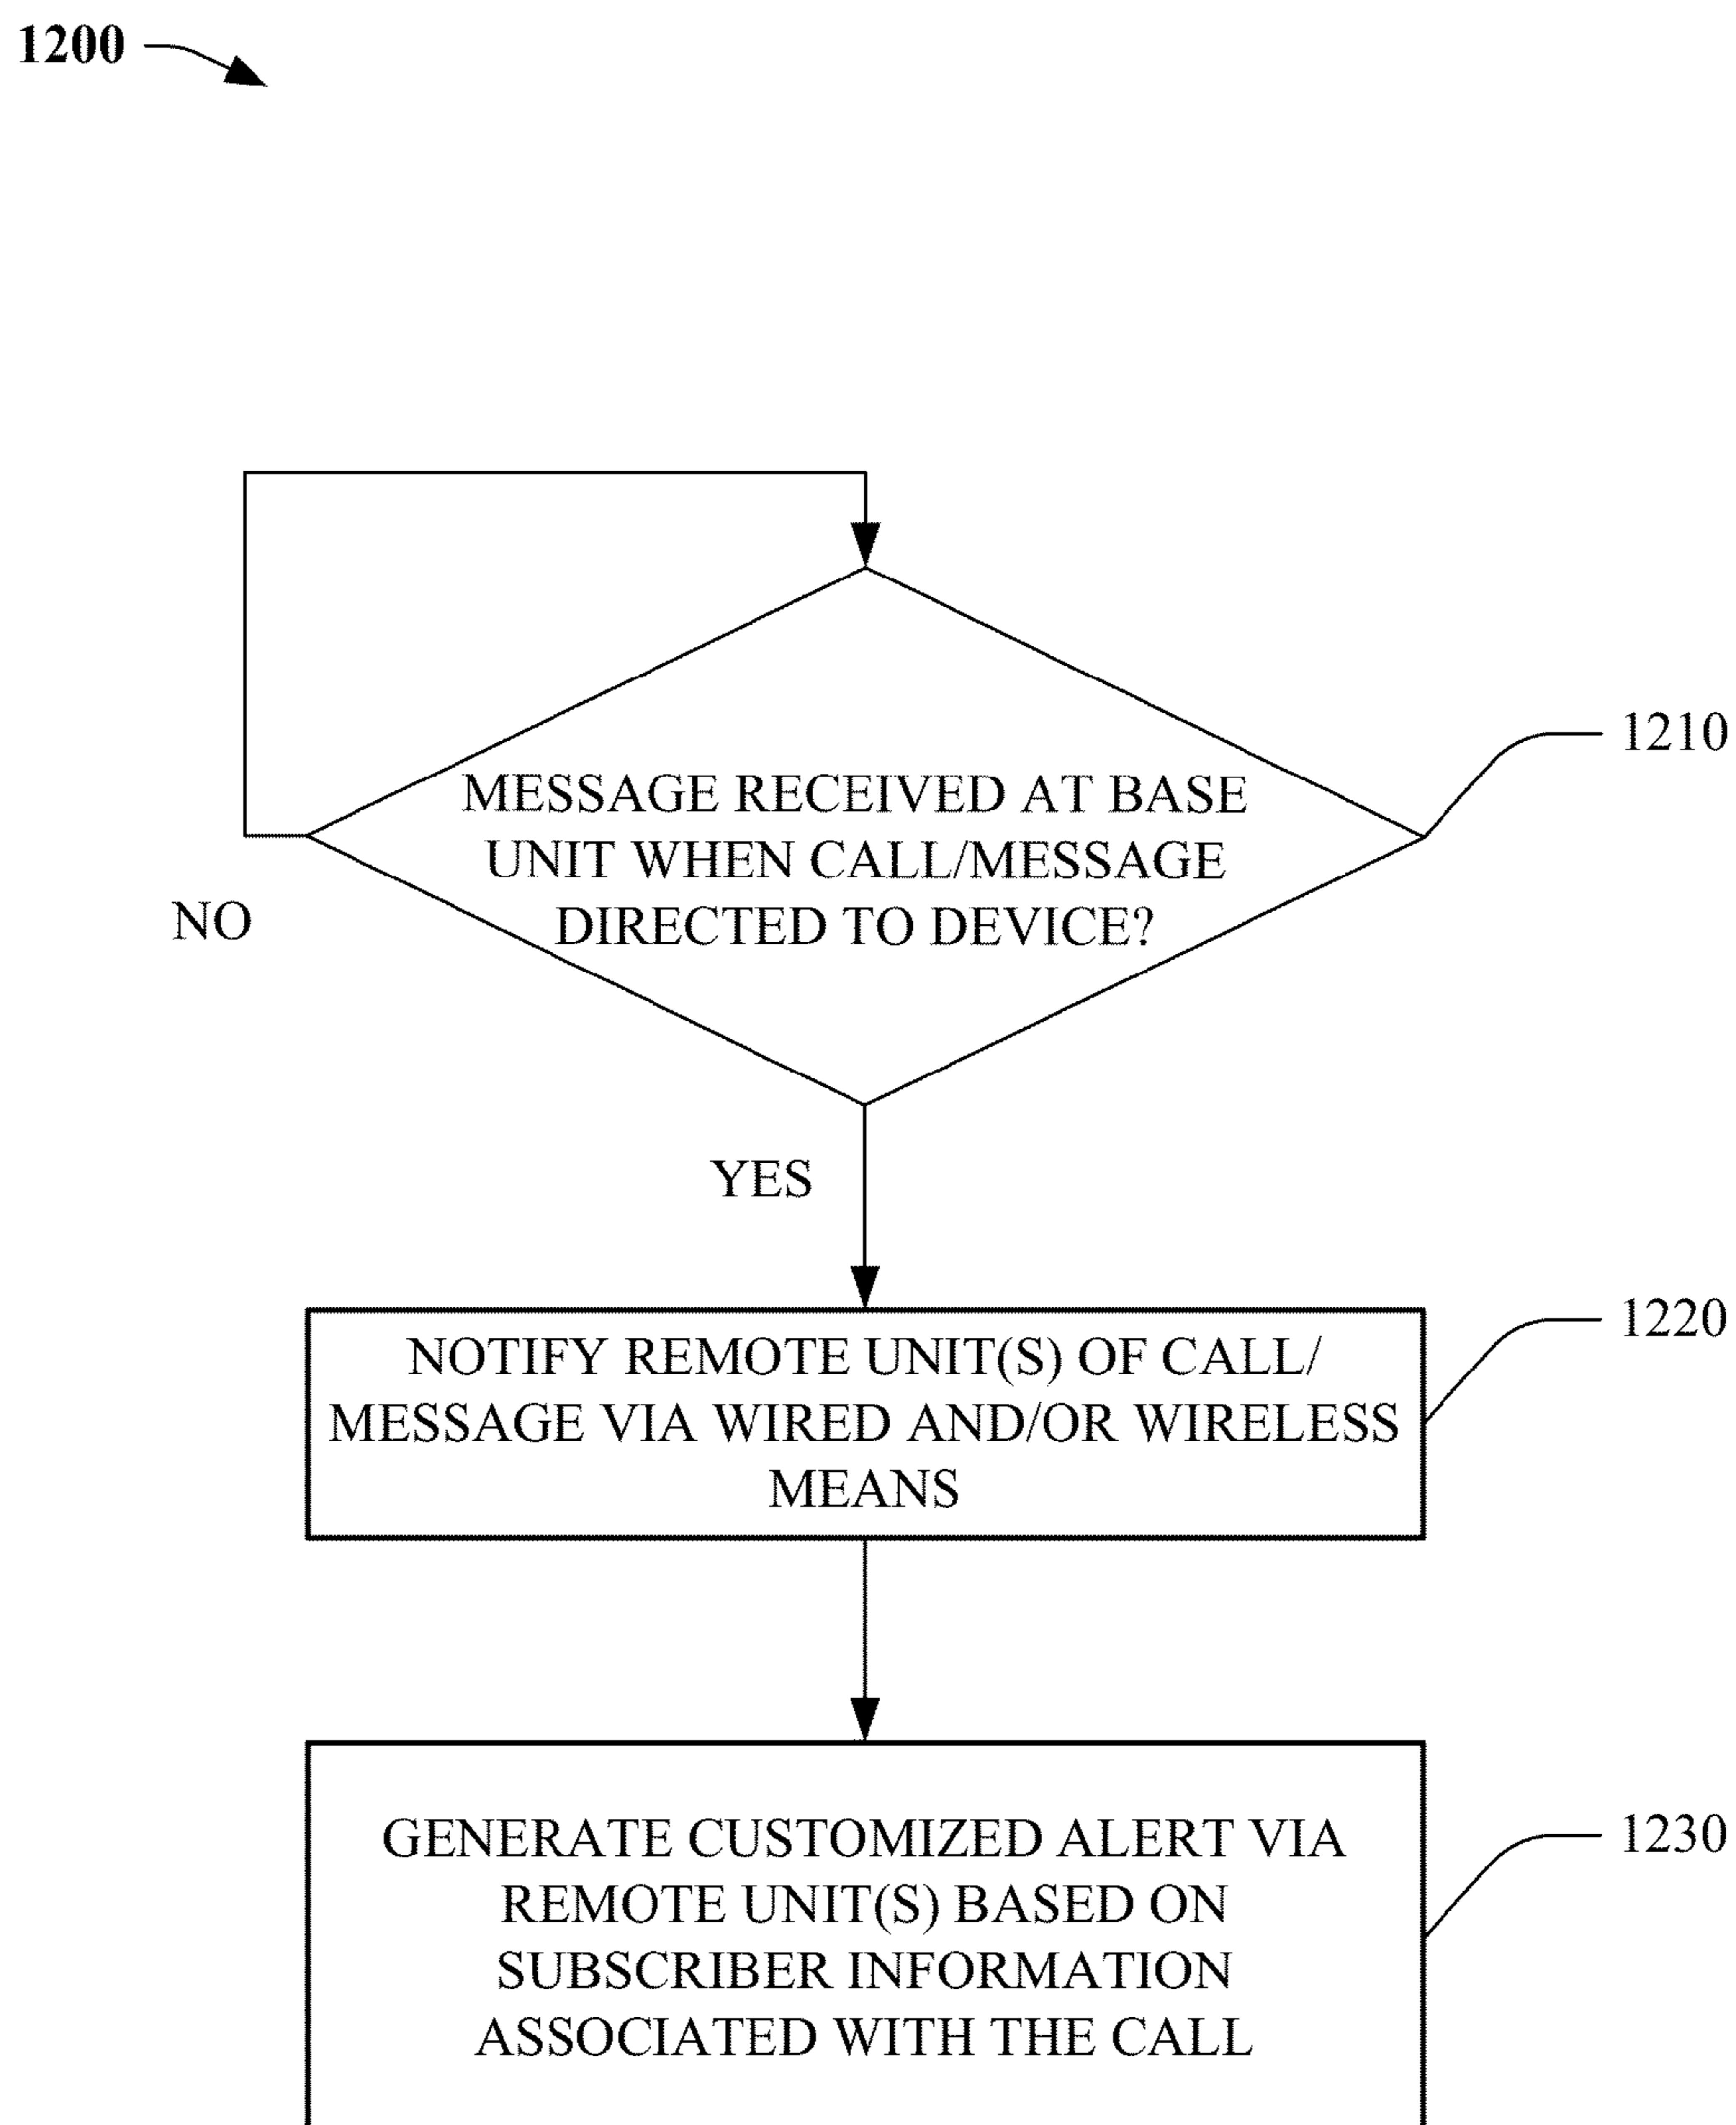 1200
MESSAGE RECEIVED AT BASE
UNIT WHEN CALL/MESSAGE
DIRECTED TO DEVICE?
1210
NO
YES
NOTIFY REMOTE UNIT(S) OF CALL/
MESSAGE VIA WIRED AND/OR WIRELESS
MEANS
1220
GENERATE CUSTOMIZED ALERT VIA
REMOTE UNIT(S) BASED ON
SUBSCRIBER INFORMATION
ASSOCIATED WITH THE CALL
1230